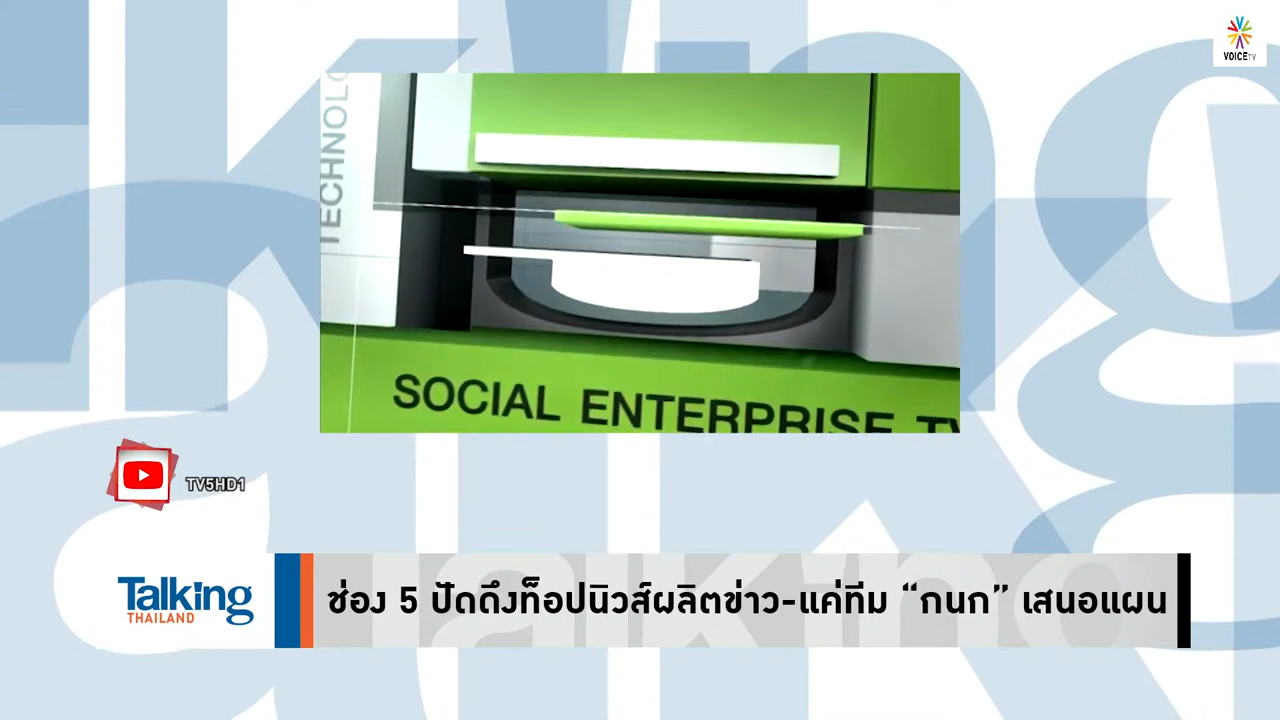 VOICETV
TECHNOLO
SOCIAL ENTERPRISE TV
TV5HD1
Talking
THAILAND
ช่อง 5 ปัดดึงท็อปนิวส์ผลิตข่าว-แค่ทีม “กนก” เสนอแผน